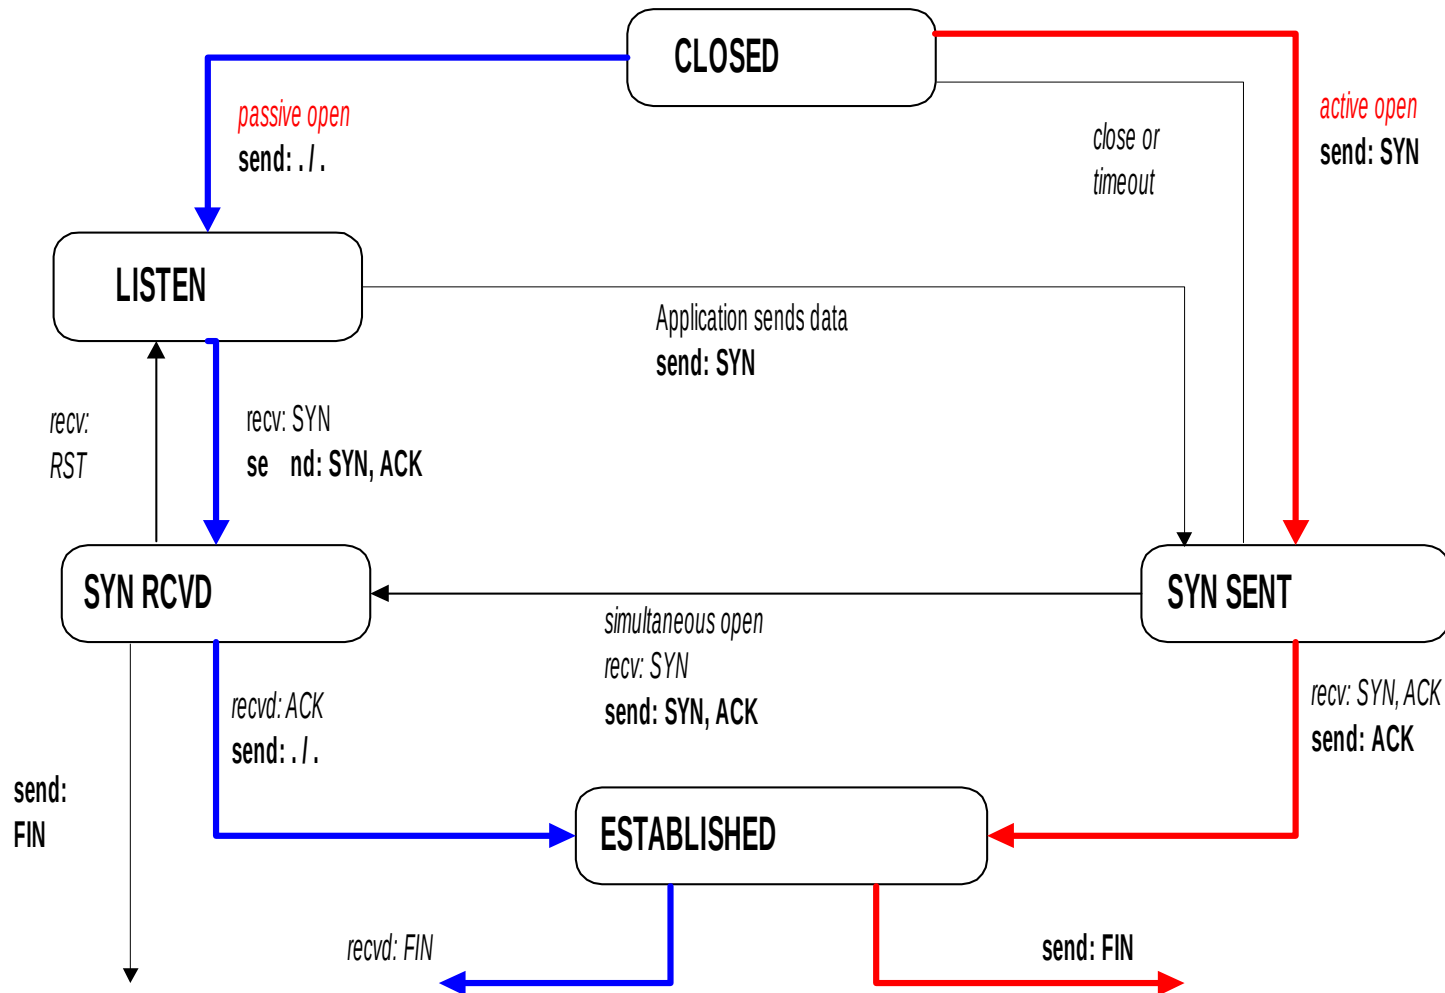 CLOSED
passive open
send: . / .
close or
timeout
active open
send: SYN
LISTEN
Application sends data
send: SYN
recv:
RST
recv: SYN
se nd: SYN, ACK
SYN RCVD
SYN SENT
simultaneous open
recv: SYN
send: SYN, ACK
recvd: ACK
send: . / .
recv: SYN, ACK
send: ACK
send:
FIN
ESTABLISHED
recvd: FIN
send: FIN